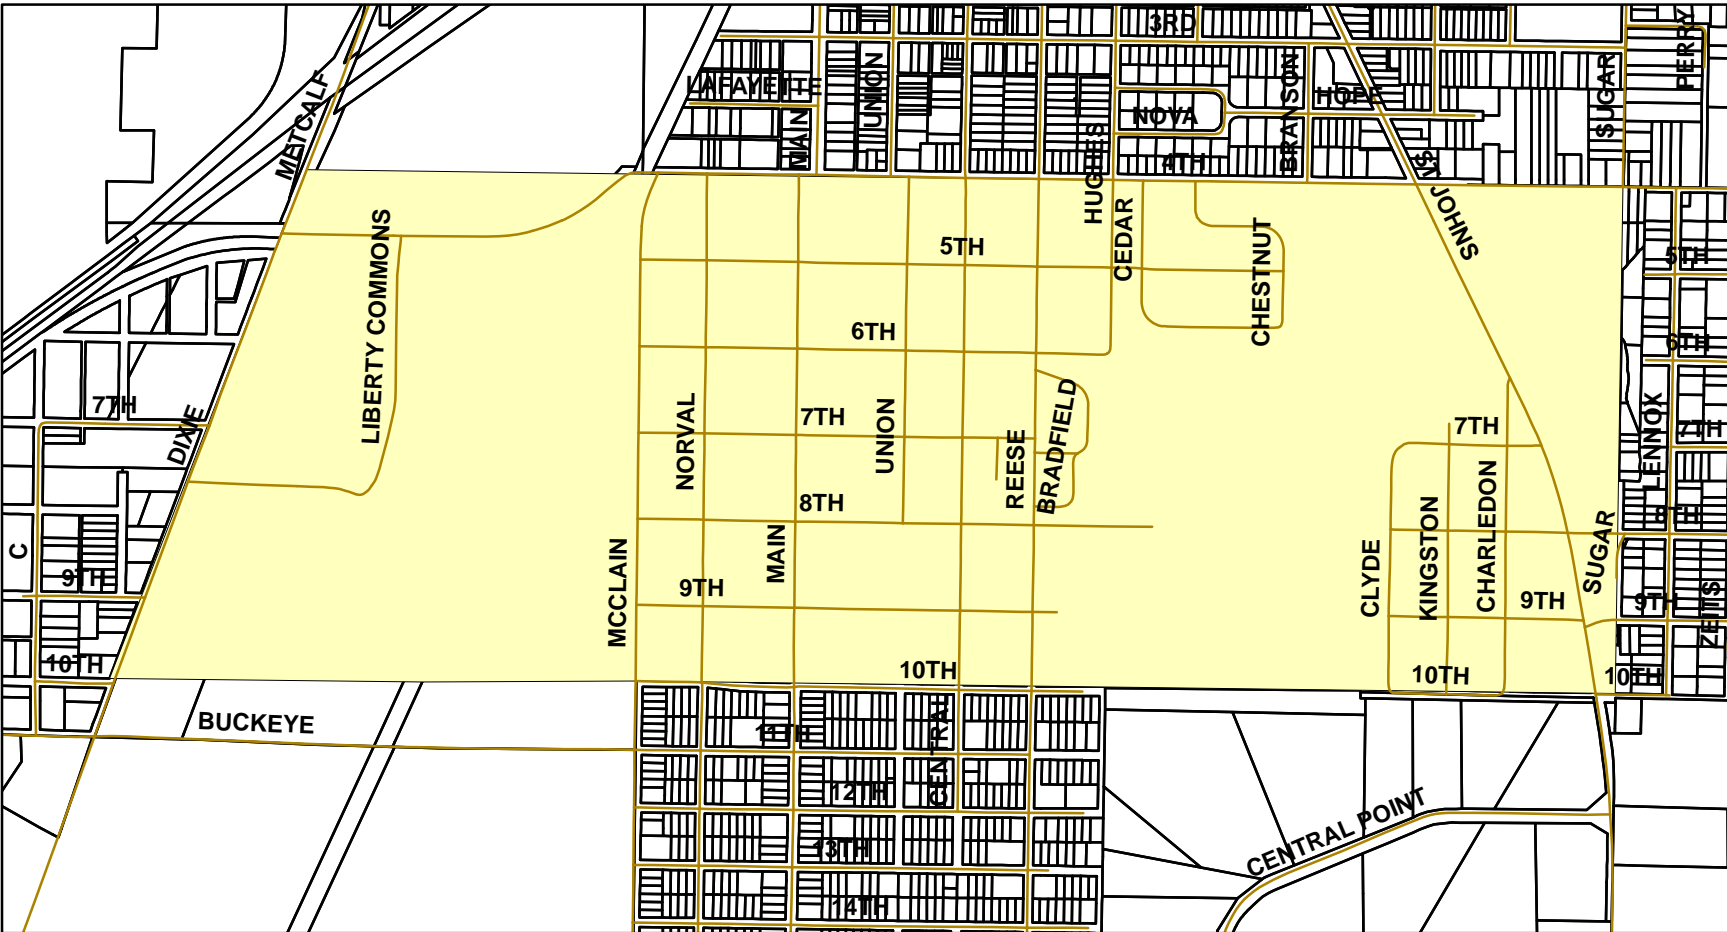 3RD
PERRY
METCALF
LAFAYETTE
UNION
BRANSON
HOPE
SUGAR
NOVA
MAIN
HUGHES
4TH
ST JOHNS
LIBERTY COMMONS
5TH
CEDAR
CHESTNUT
5TH
6TH
6TH
7TH
DIXIE
NORVAL
7TH
UNION
REESE
BRADFIELD
7TH
LENNOX
7TH
8TH
KINGSTON
CHARLEDON
8TH
C
MCCLAIN
MAIN
CLYDE
SUGAR
9TH
9TH
9TH
9TH
ZEITS
10TH
10TH
10TH
10TH
BUCKEYE
11TH
CENTRAL
12TH
CENTRAL POINT
13TH
14TH